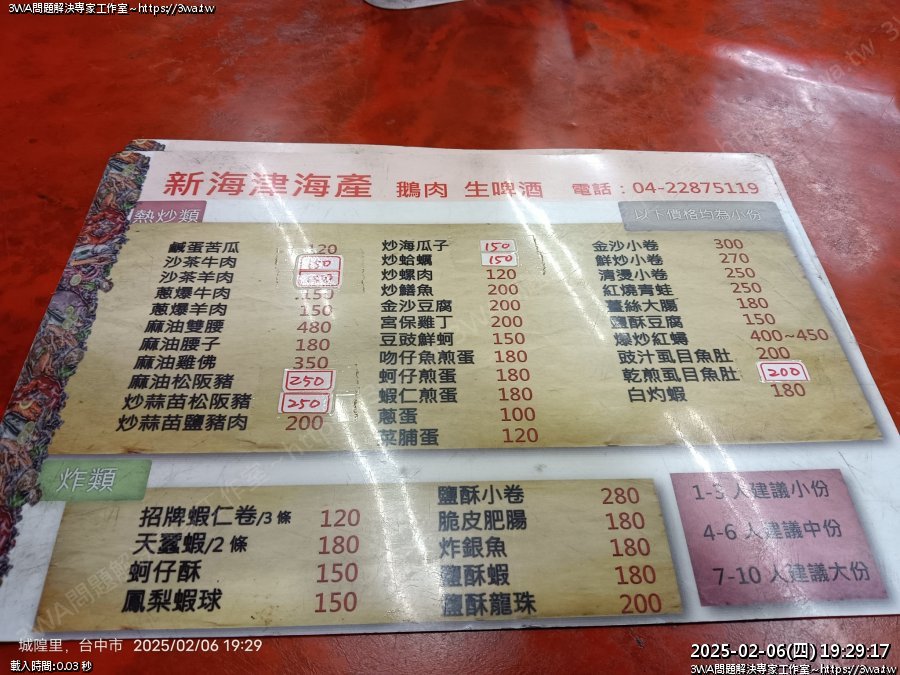 3WA問題解決專家工作室~https://3wa.tw
新海津海產 鵝肉 生啤酒 電話：04-22875119
熱炒類
以下價格均為小份
鹹蛋苦瓜 120
沙茶牛肉 150
沙茶羊肉
蔥爆牛肉 150
蔥爆羊肉 150
麻油雙腰 480
麻油腰子 180
麻油雞佛 350
麻油松阪豬 250
炒蒜苗松阪豬 250
炒蒜苗鹽豬肉 200
炒海瓜子 150
炒蛤蠣 150
炒螺肉 120
炒鱔魚 200
金沙豆腐 200
宮保雞丁 200
豆豉鮮蚵 150
吻仔魚煎蛋 180
蚵仔煎蛋 180
蝦仁煎蛋 180
蔥蛋 100
菜脯蛋 120
金沙小卷 300
鮮炒小卷 270
清燙小卷 250
紅燒青蛙 250
薑絲大腸 180
鹽酥豆腐 150
爆炒紅蟳 400~450
豉汁虱目魚肚 200
乾煎虱目魚肚 200
白灼蝦 180
炸類
招牌蝦仁卷/3 條 120
天蠶蝦/2 條 180
蚵仔酥 150
鳳梨蝦球 150
鹽酥小卷 280
脆皮肥腸 180
炸銀魚 180
鹽酥蝦 180
鹽酥龍珠 200
1-3 人建議小份
4-6 人建議中份
7-10 人建議大份
城隍里，台中市 2025/02/06 19:29
載入時間:0.03 秒
2025-02-06(四) 19:29:17
3WA問題解決專家工作室~https://3wa.tw